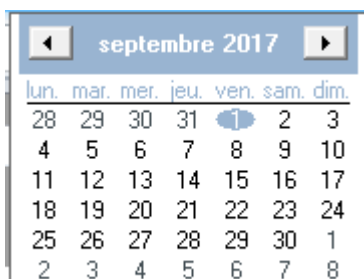 septembre 2017
lun. mar. mer. jeu. ven. sam. dim.
28 29 30 31 1 2 3
4 5 6 7 8 9 10
11 12 13 14 15 16 17
18 19 20 21 22 23 24
25 26 27 28 29 30 1
2 3 4 5 6 7 8